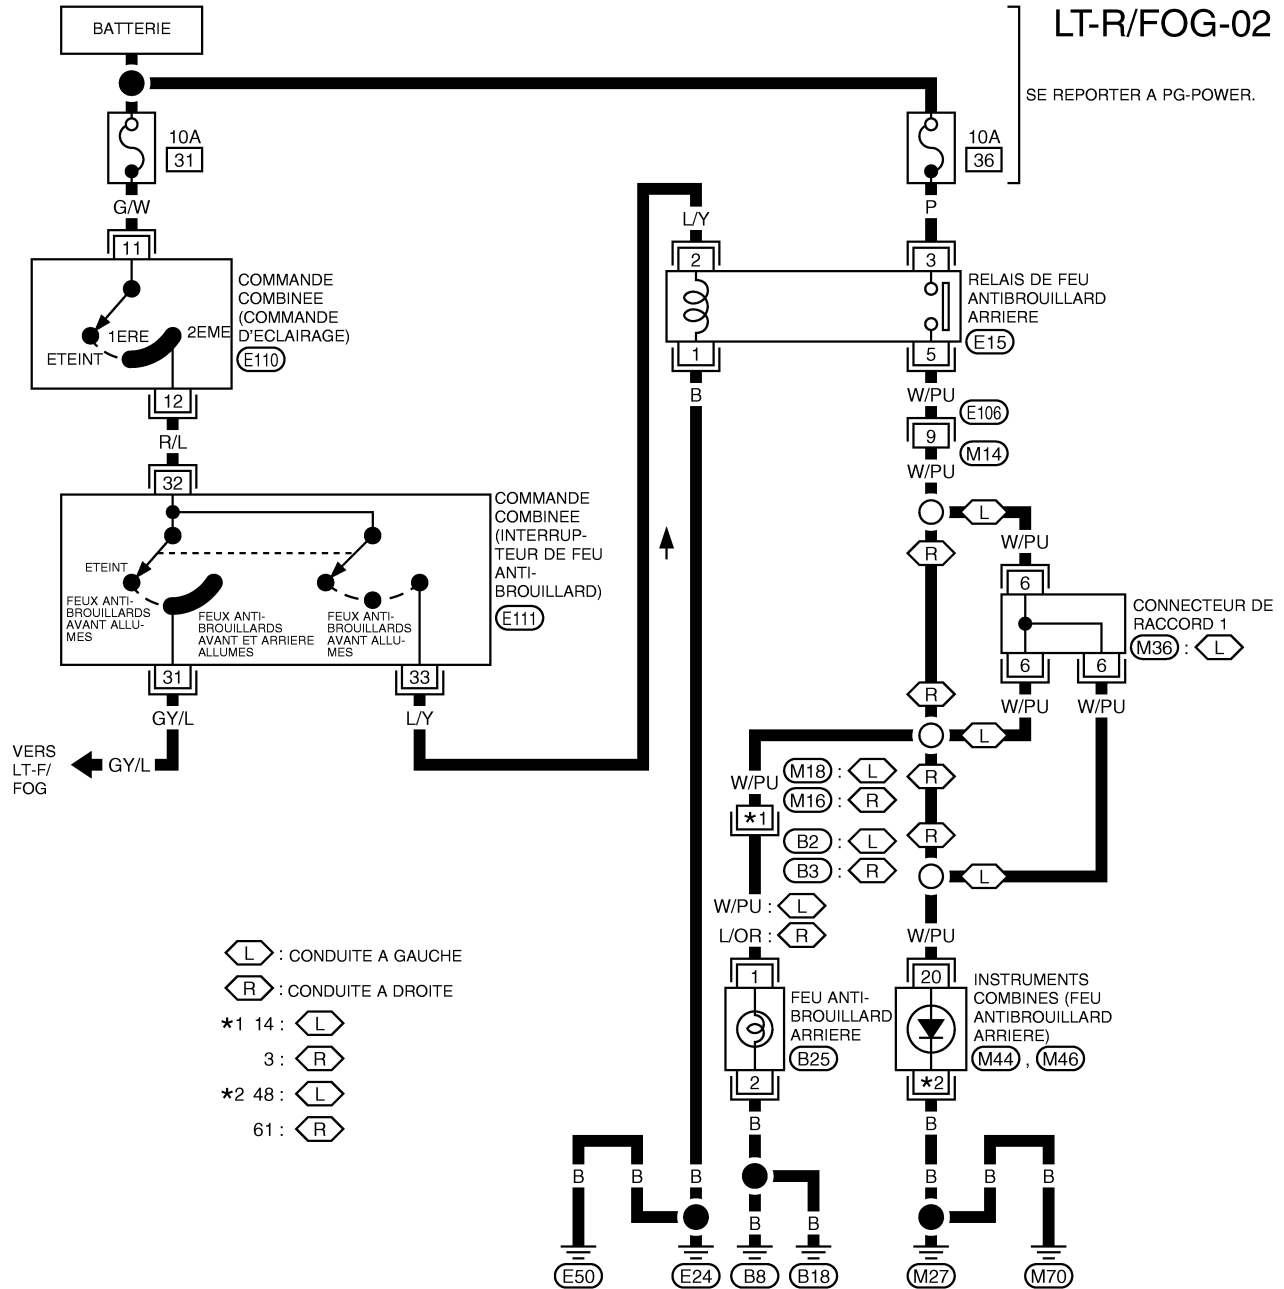 LT-R/FOG-02
BATTERIE
SE REPORTER A PG-POWER.
10A
31
10A
36
G/W
P
L/Y
11
2
3
COMMANDE
COMBINEE
(COMMANDE
D'ECLAIRAGE)
E110
1ERE
2EME
ETEINT
RELAIS DE FEU
ANTIBROUILLARD
ARRIERE
E15
1
5
12
B
W/PU
E106
R/L
9
M14
32
W/PU
COMMANDE
COMBINEE
(INTERRUP-
TEUR DE FEU
ANTI-
BROUILLARD)
E111
ETEINT
FEUX ANTI-
BROUILLARDS
AVANT ALLU-
MES
FEUX ANTI-
BROUILLARDS
AVANT ET ARRIERE
ALLUMES
FEUX ANTI-
BROUILLARDS
AVANT ALLU-
MES
L
R
W/PU
6
CONNECTEUR DE
RACCORD 1
M36 : L
6
6
31
33
R
W/PU
W/PU
GY/L
L/Y
L
VERS
LT-F/
FOG
GY/L
W/PU
M18 : L
R
M16 : R
*1
B2 : L
R
B3 : R
L
W/PU : L
L/OR : R
W/PU
L : CONDUITE A GAUCHE
R : CONDUITE A DROITE
*1 14 : L
3 : R
*2 48 : L
61 : R
1
20
FEU ANTI-
BROUILLARD
ARRIERE
B25
INSTRUMENTS
COMBINES (FEU
ANTIBROUILLARD
ARRIERE)
M44 , M46
2
*2
B
B
B
B
B
B
B
B
B
B
E50
E24
B8
B18
M27
M70